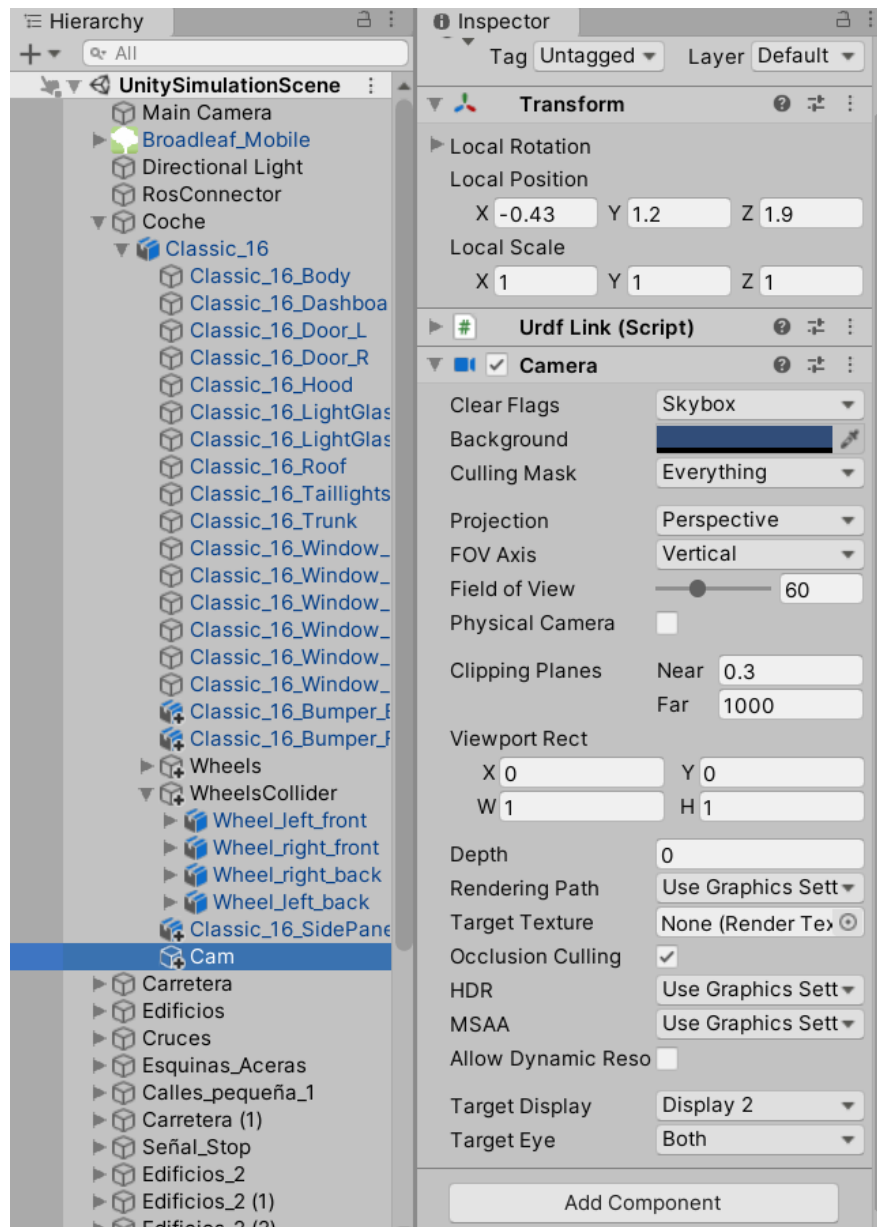 Hierarchy
All
UnitySimulationScene
Main Camera
Broadleaf_Mobile
Directional Light
RosConnector
Coche
Classic_16
Classic_16_Body
Classic_16_Dashboa
Classic_16_Door_L
Classic_16_Door_R
Classic_16_Hood
Classic_16_LightGlas
Classic_16_LightGlas
Classic_16_Roof
Classic_16_Taillights
Classic_16_Trunk
Classic_16_Window_
Classic_16_Window_
Classic_16_Window_
Classic_16_Window_
Classic_16_Window_
Classic_16_Window_
Classic_16_Bumper_B
Classic_16_Bumper_F
Wheels
WheelsCollider
Wheel_left_front
Wheel_right_front
Wheel_right_back
Wheel_left_back
Classic_16_SidePane
Cam
Carretera
Edificios
Cruces
Esquinas_Aceras
Calles_pequeña_1
Carretera (1)
Señal_Stop
Edificios_2
Edificios_2 (1)
Edificios_2 (2)
Inspector
Tag Untagged Layer Default
Transform
Local Rotation
Local Position
X -0.43 Y 1.2 Z 1.9
Local Scale
X 1 Y 1 Z 1
# Urdf Link (Script)
Camera
Clear Flags Skybox
Background
Culling Mask Everything
Projection Perspective
FOV Axis Vertical
Field of View 60
Physical Camera
Clipping Planes Near 0.3
Far 1000
Viewport Rect
X 0 Y 0
W 1 H 1
Depth 0
Rendering Path Use Graphics Sett
Target Texture None (Render Tex
Occlusion Culling
HDR Use Graphics Sett
MSAA Use Graphics Sett
Allow Dynamic Reso
Target Display Display 2
Target Eye Both
Add Component